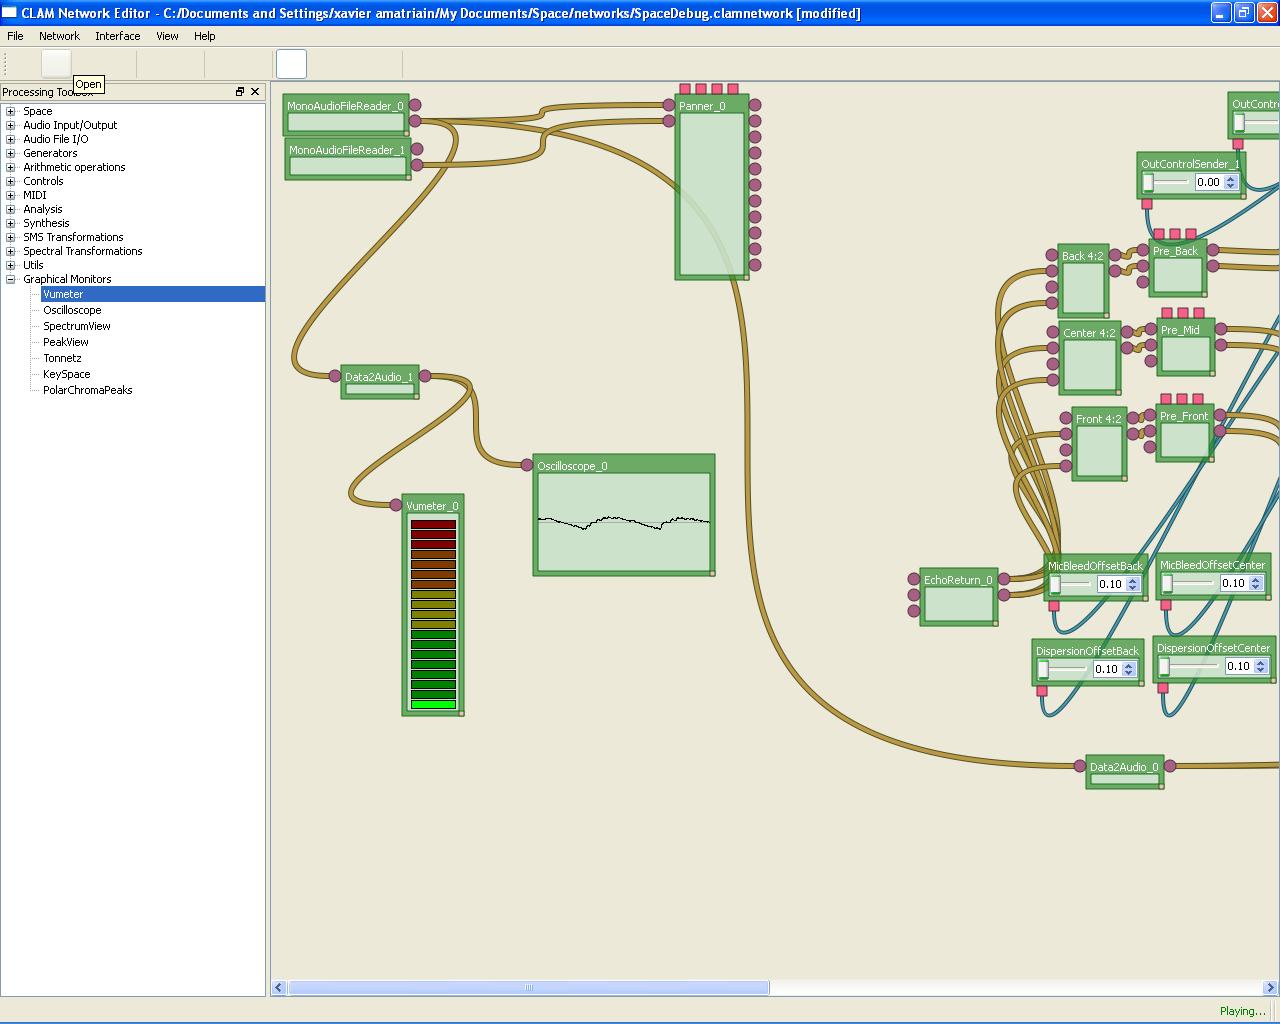 CLAM Network Editor - C:/Documents and Settings/xavier amatriain/My Documents/Space/networks/SpaceDebug.clamnetwork [modified]
File Network Interface View Help
Open
Processing Toolbox
Space
Audio Input/Output
Audio File I/O
Generators
Arithmetic operations
Controls
MIDI
Analysis
Synthesis
SMS Transformations
Spectral Transformations
Utils
Graphical Monitors
Vumeter
Oscilloscope
SpectrumView
PeakView
Tonnetz
KeySpace
PolarChromaPeaks
MonoAudioFileReader_0
MonoAudioFileReader_1
Panner_0
OutContro
OutControlSender_1
0.00
Back 4:2
Pre_Back
Center 4:2
Pre_Mid
Front 4:2
Pre_Front
Data2Audio_1
Oscilloscope_0
Vumeter_0
EchoReturn_0
MicBleedOffsetBack
0.10
MicBleedOffsetCenter
0.10
DispersionOffsetBack
0.10
DispersionOffsetCenter
0.10
Data2Audio_0
Playing...